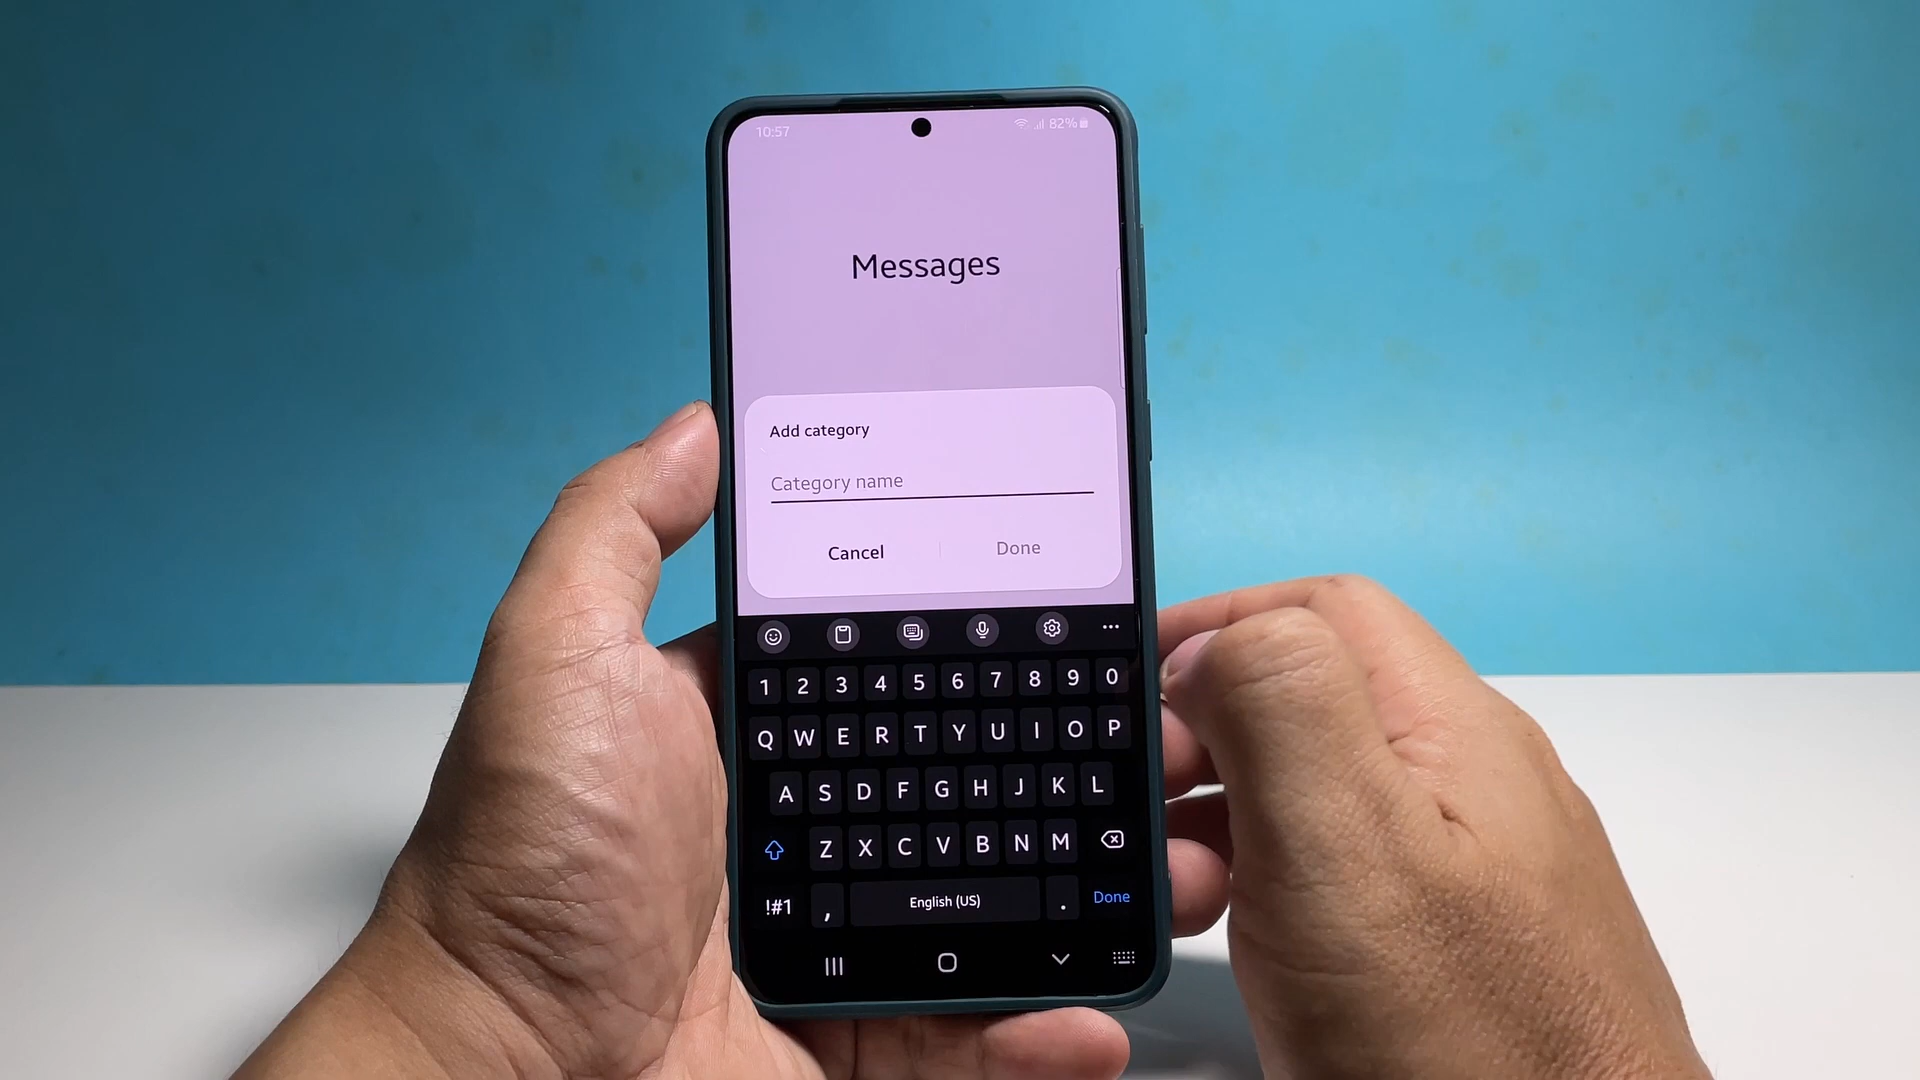 10:57 82%
Messages
Add category
Category name
Cancel Done
1 2 3 4 5 6 7 8 9 0
Q W E R T Y U I O P
A S D F G H J K L
Z X C V B N M
!#1 , English (US) . Done